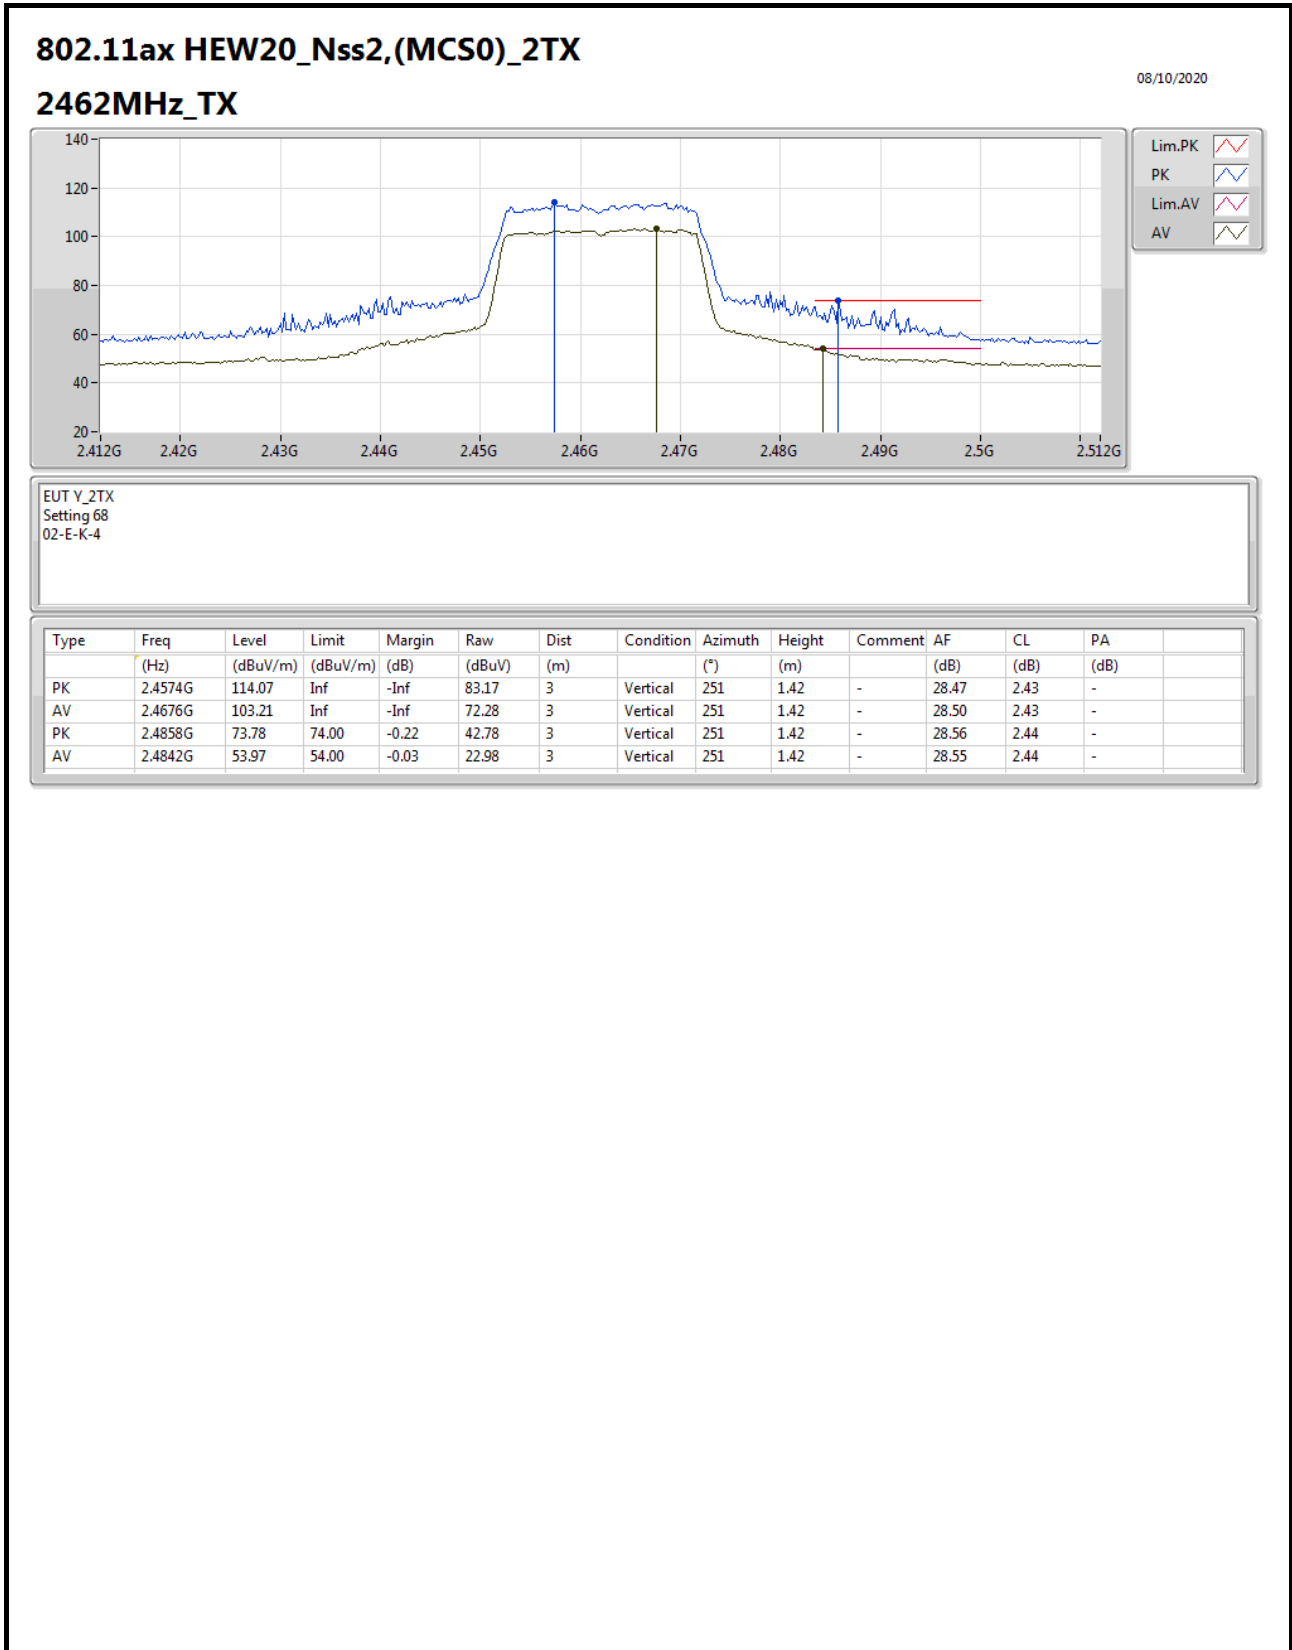 802.11ax HEW20_Nss2,(MCS0)_2TX
08/10/2020
2462MHz_TX
140
120
100
80
60
40
20
2.412G 2.42G 2.43G 2.44G 2.45G 2.46G 2.47G 2.48G 2.49G 2.5G 2.512G
Lim.PK
PK
Lim.AV
AV
EUT Y_2TX
Setting 68
02-E-K-4
Type Freq Level Limit Margin Raw Dist Condition Azimuth Height Comment AF CL PA
(Hz) (dBuV/m) (dBuV/m) (dB) (dBuV) (m) (°) (m) (dB) (dB) (dB)
PK 2.4574G 114.07 Inf -Inf 83.17 3 Vertical 251 1.42 - 28.47 2.43 -
AV 2.4676G 103.21 Inf -Inf 72.28 3 Vertical 251 1.42 - 28.50 2.43 -
PK 2.4858G 73.78 74.00 -0.22 42.78 3 Vertical 251 1.42 - 28.56 2.44 -
AV 2.4842G 53.97 54.00 -0.03 22.98 3 Vertical 251 1.42 - 28.55 2.44 -